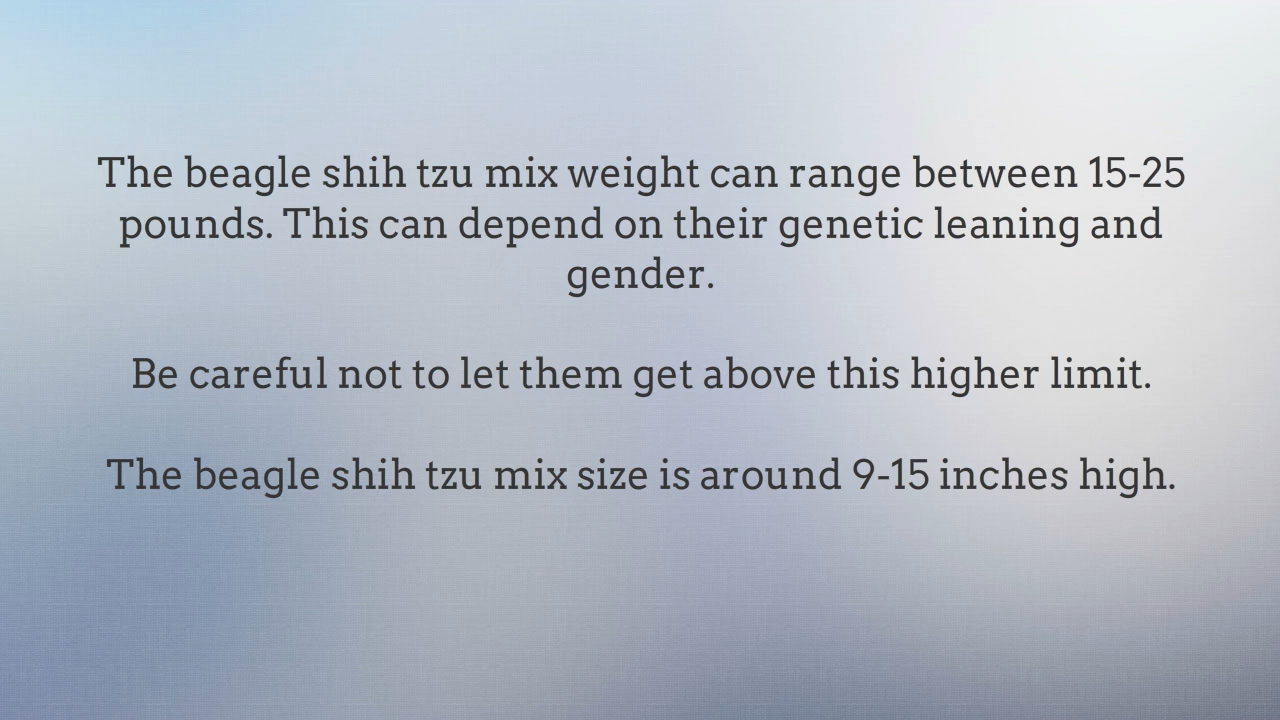 The beagle shih tzu mix weight can range between 15-25
pounds. This can depend on their genetic leaning and
gender.
Be careful not to let them get above this higher limit.
The beagle shih tzu mix size is around 9-15 inches high.